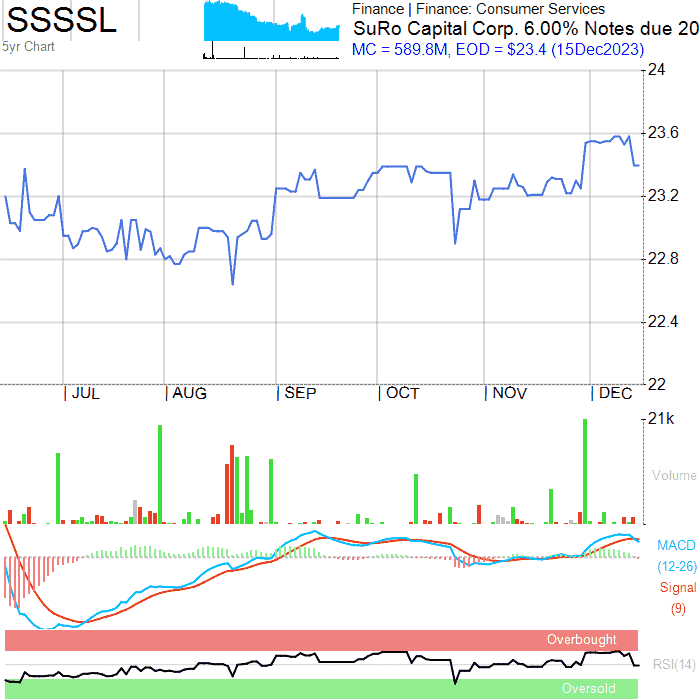 SSSSL
5yr Chart
Finance | Finance: Consumer Services
SuRo Capital Corp. 6.00% Notes due 20
MC = 589.8M, EOD = $23.4 (15Dec2023)
24
23.6
23.2
22.8
22.4
22
| JUL | AUG | SEP | OCT | NOV | DEC
21k
Volume
MACD
(12-26)
Signal
(9)
Overbought
RSI(14)
Oversold